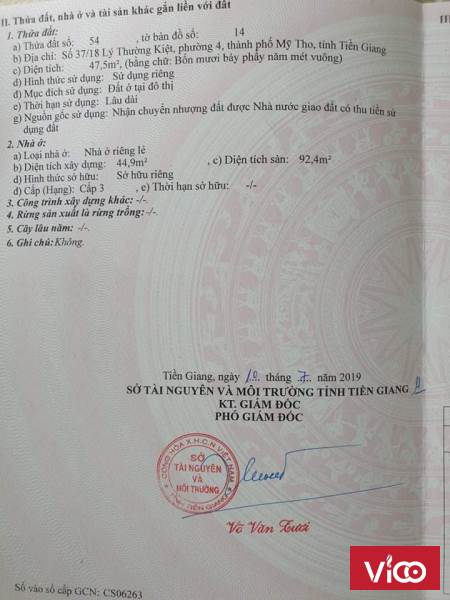 II. Thửa đất, nhà ở và tài sản khác gắn liền với đất
1. Thửa đất:
a) Thửa đất số: 54 , tờ bản đồ số: 14
b) Địa chỉ: Số 37/18 Lý Thường Kiệt, phường 4, thành phố Mỹ Tho, tỉnh Tiền Giang
c) Diện tích: 47,5m², (bằng chữ: Bốn mươi bảy phẩy năm mét vuông)
d) Hình thức sử dụng: Sử dụng riêng
đ) Mục đích sử dụng: Đất ở tại đô thị
e) Thời hạn sử dụng: Lâu dài
g) Nguồn gốc sử dụng: Nhận chuyển nhượng đất được Nhà nước giao đất có thu tiền sử
dụng đất
2. Nhà ở:
a) Loại nhà ở: Nhà ở riêng lẻ
b) Diện tích xây dựng: 44,9m² , c) Diện tích sàn: 92,4m²
d) Hình thức sở hữu: Sở hữu riêng
đ) Cấp (Hạng): Cấp 3 , e) Thời hạn sở hữu: -/-
3. Công trình xây dựng khác: -/-
4. Rừng sản xuất là rừng trồng: -/-
5. Cây lâu năm: -/-
6. Ghi chú: Không.
Tiền Giang, ngày 10 tháng 7 năm 2019
SỞ TÀI NGUYÊN VÀ MÔI TRƯỜNG TỈNH TIỀN GIANG
KT. GIÁM ĐỐC
PHÓ GIÁM ĐỐC
CỘNG HÒA X.H.C.N VIỆT NAM
SỞ
TÀI NGUYÊN
VÀ
MÔI TRƯỜNG
TỈNH TIỀN GIANG
Võ Văn Tươi
Số vào sổ cấp GCN: CS06263
VICO